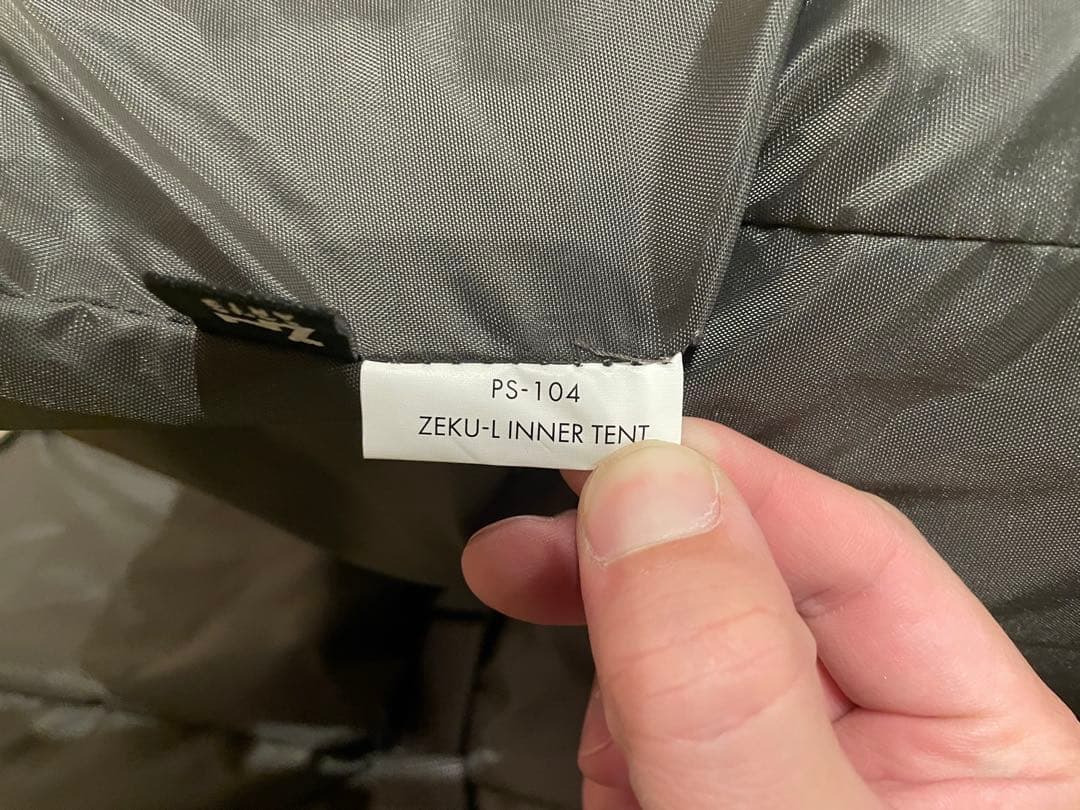 PS-104
ZEKU-L INNER TENT